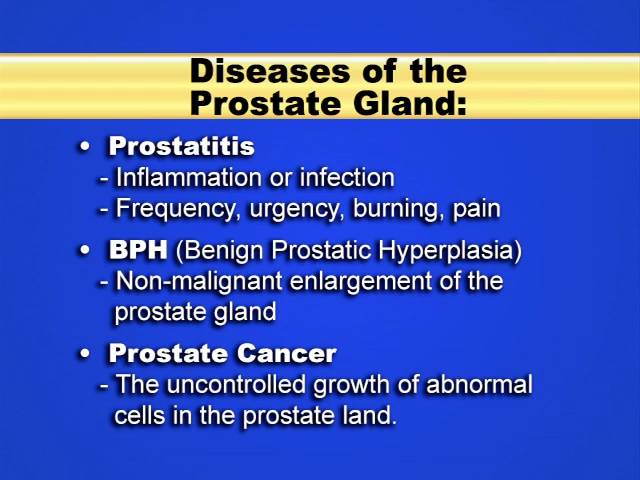 Diseases of the
Prostate Gland:
• Prostatitis
- Inflammation or infection
- Frequency, urgency, burning, pain
• BPH (Benign Prostatic Hyperplasia)
- Non-malignant enlargement of the
prostate gland
• Prostate Cancer
- The uncontrolled growth of abnormal
cells in the prostate land.